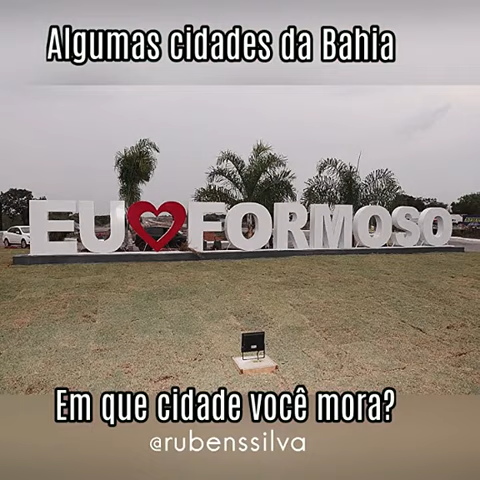 Algumas cidades da Bahia
EU FORMOSO
Em que cidade você mora?
@rubenssilva